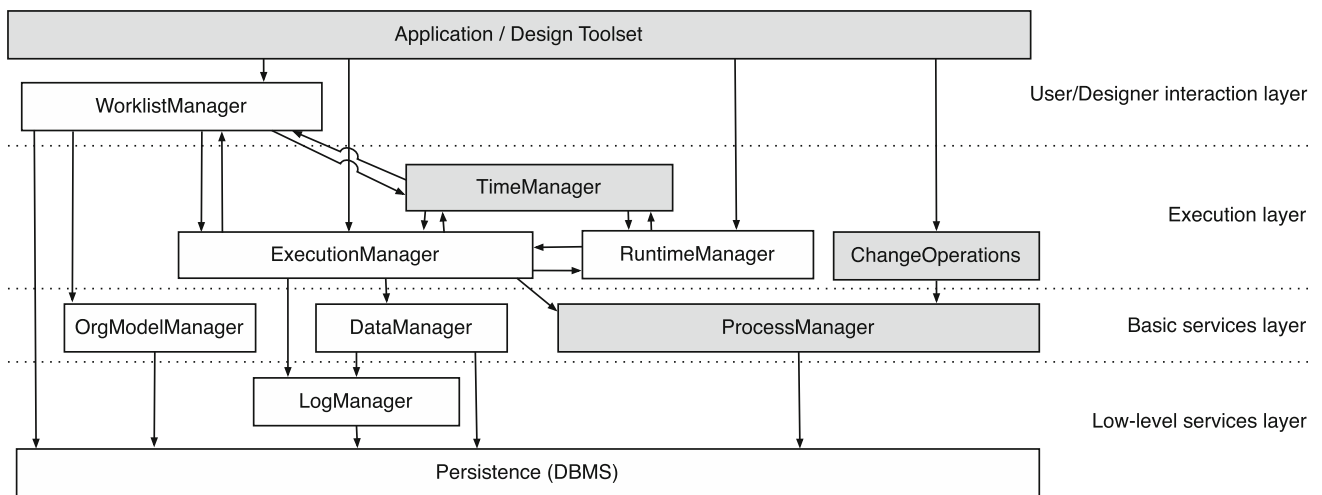 Application / Design Toolset
WorklistManager
User/Designer interaction layer
TimeManager
Execution layer
ExecutionManager
RuntimeManager
ChangeOperations
OrgModelManager
DataManager
ProcessManager
Basic services layer
LogManager
Low-level services layer
Persistence (DBMS)